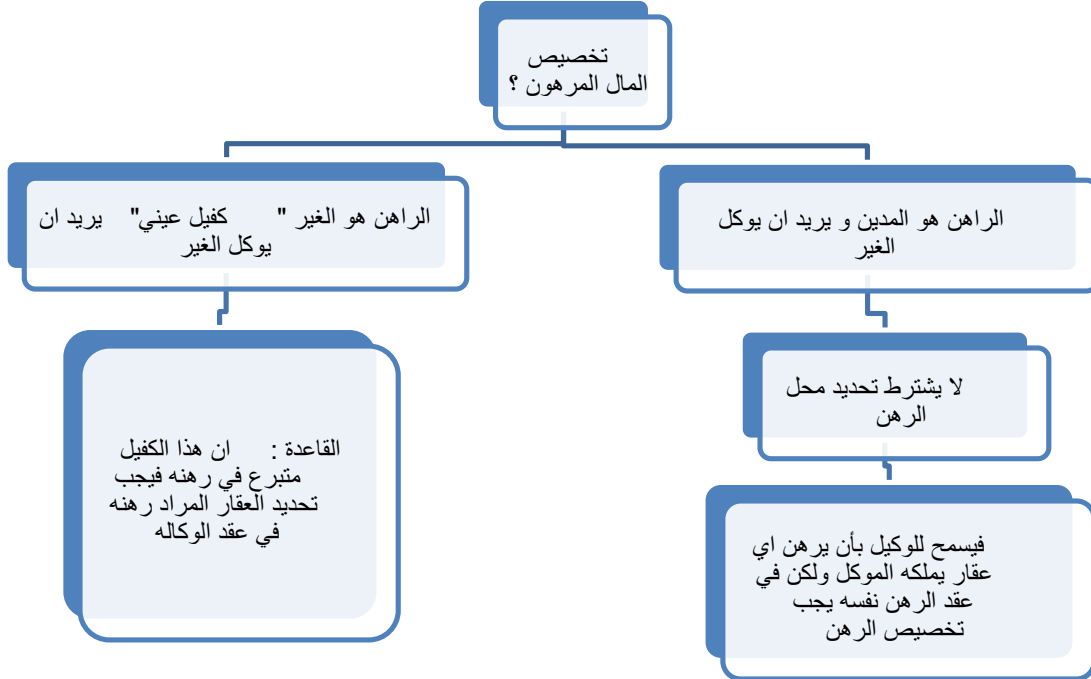 تخصيص
المال المرهون ؟
الراهن هو المدين و يريد ان يوكل
الغير
لا يشترط تحديد محل
الرهن
فيسمح للوكيل بأن يرهن اي
عقار يملكه الموكل ولكن في
عقد الرهن نفسه يجب
تخصيص الرهن
الراهن هو الغير " كفيل عيني" يريد ان
يوكل الغير
القاعدة : ان هذا الكفيل
متبرع في رهنه فيجب
تحديد العقار المراد رهنه
في عقد الوكاله